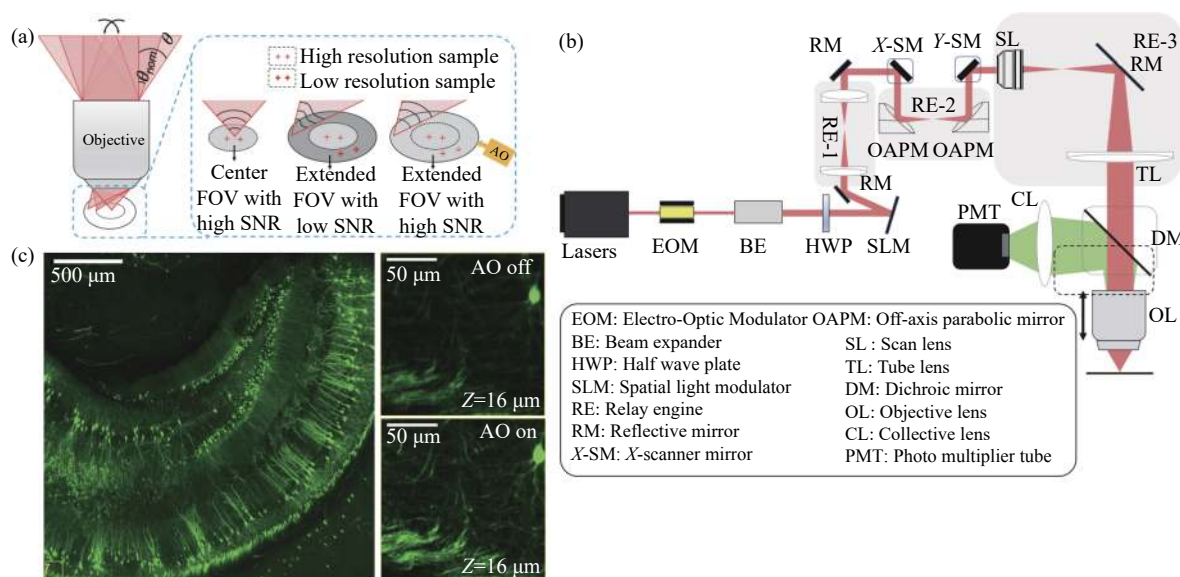 (a)
θ
θnom
Objective
High resolution sample
Low resolution sample
AO
Center
FOV with
high SNR
Extended
FOV with
low SNR
Extended
FOV with
high SNR
(b)
RM
X-SM
Y-SM
SL
RE-3
RM
RE-1
RE-2
OAPM
OAPM
RM
TL
Lasers
EOM
BE
HWP
SLM
PMT
CL
DM
OL
EOM: Electro-Optic Modulator OAPM: Off-axis parabolic mirror
BE: Beam expander
HWP: Half wave plate
SLM: Spatial light modulator
RE: Relay engine
RM: Reflective mirror
X-SM: X-scanner mirror
SL : Scan lens
TL: Tube lens
DM: Dichroic mirror
OL: Objective lens
CL: Collective lens
PMT: Photo multiplier tube
(c)
500 μm
50 μm
AO off
Z=16 μm
50 μm
AO on
Z=16 μm